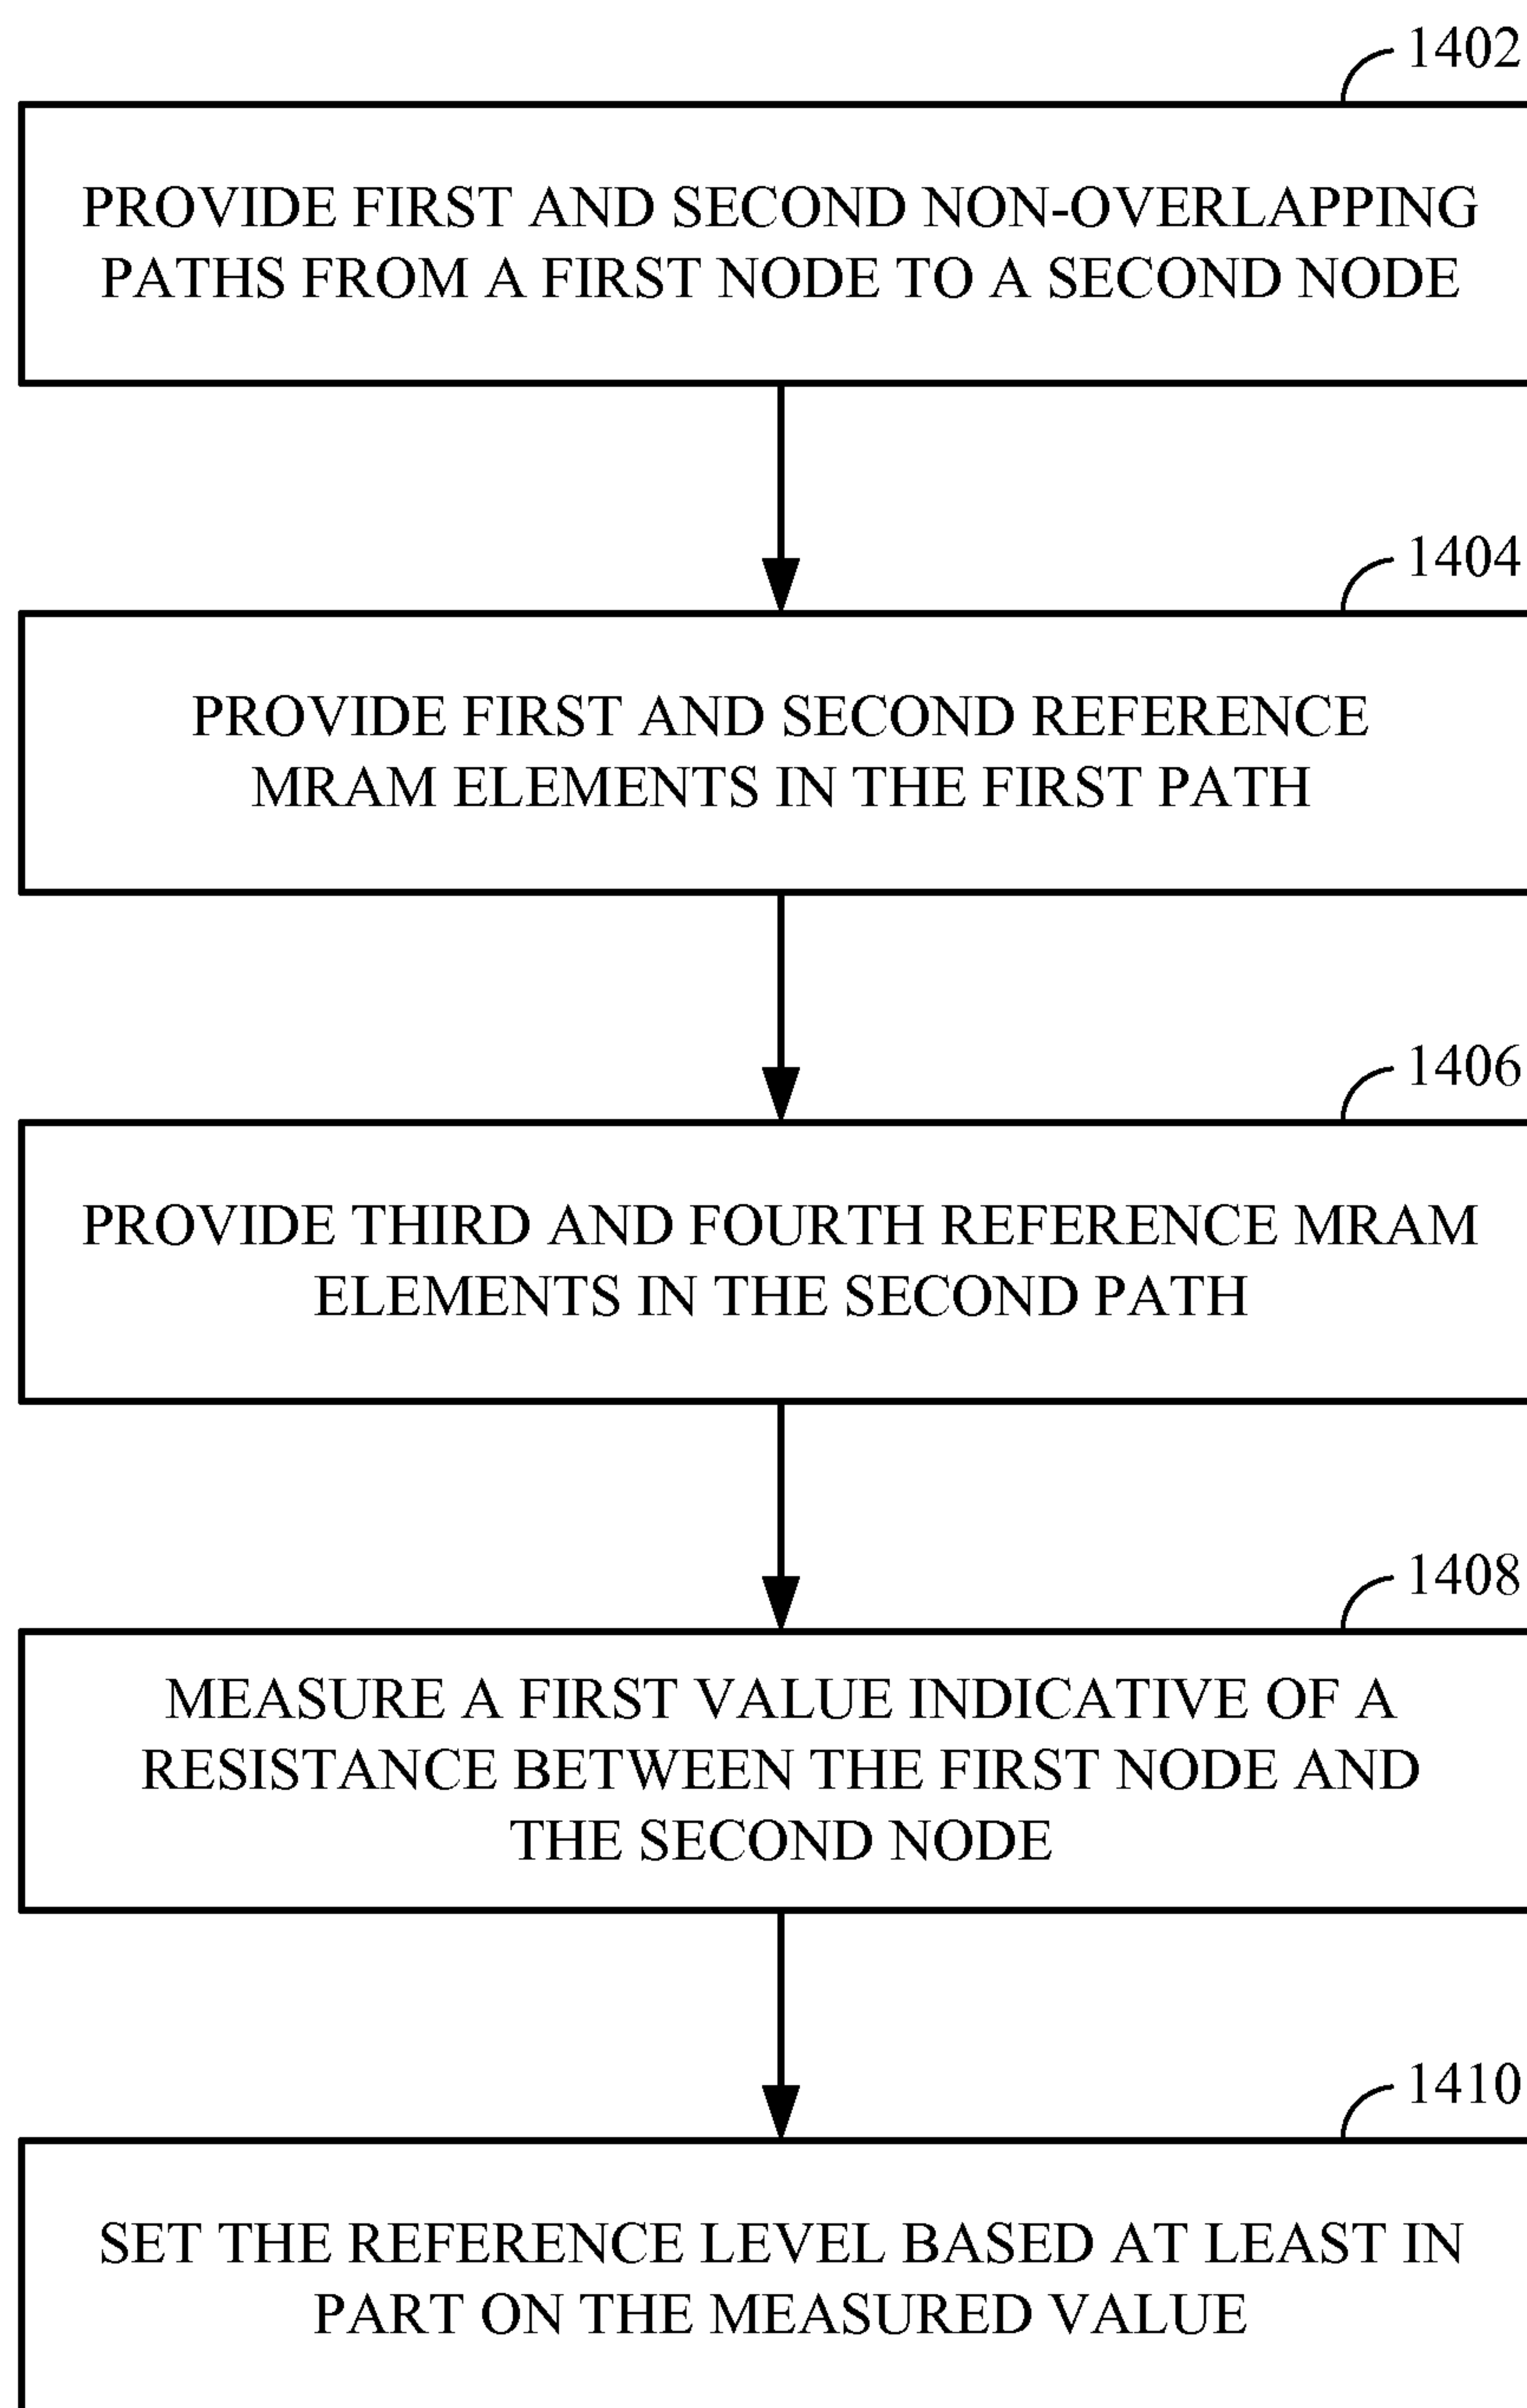 1402
PROVIDE FIRST AND SECOND NON-OVERLAPPING
PATHS FROM A FIRST NODE TO A SECOND NODE
1404
PROVIDE FIRST AND SECOND REFERENCE
MRAM ELEMENTS IN THE FIRST PATH
1406
PROVIDE THIRD AND FOURTH REFERENCE MRAM
ELEMENTS IN THE SECOND PATH
1408
MEASURE A FIRST VALUE INDICATIVE OF A
RESISTANCE BETWEEN THE FIRST NODE AND
THE SECOND NODE
1410
SET THE REFERENCE LEVEL BASED AT LEAST IN
PART ON THE MEASURED VALUE